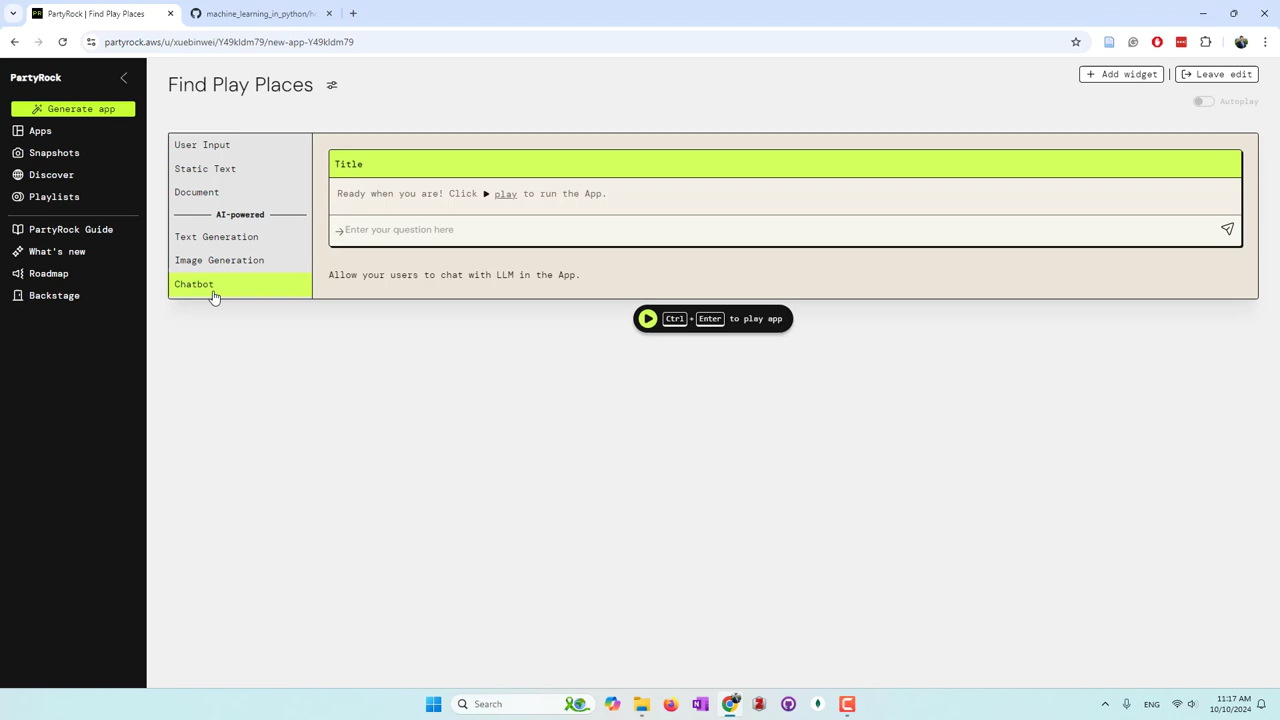 PartyRock | Find Play Places
machine_learning_in_python/ho
partyrock.aws/u/xuebinwei/Y49kIdm79/new-app-Y49kIdm79
PartyRock
Generate app
Apps
Snapshots
Discover
Playlists
PartyRock Guide
What's new
Roadmap
Backstage
Find Play Places
Add widget
Leave edit
Autoplay
User Input
Static Text
Document
AI-powered
Text Generation
Image Generation
Chatbot
Title
Ready when you are! Click ▶ play to run the App.
Enter your question here
Allow your users to chat with LLM in the App.
Ctrl + Enter to play app
Search
ENG
11:17 AM
10/10/2024